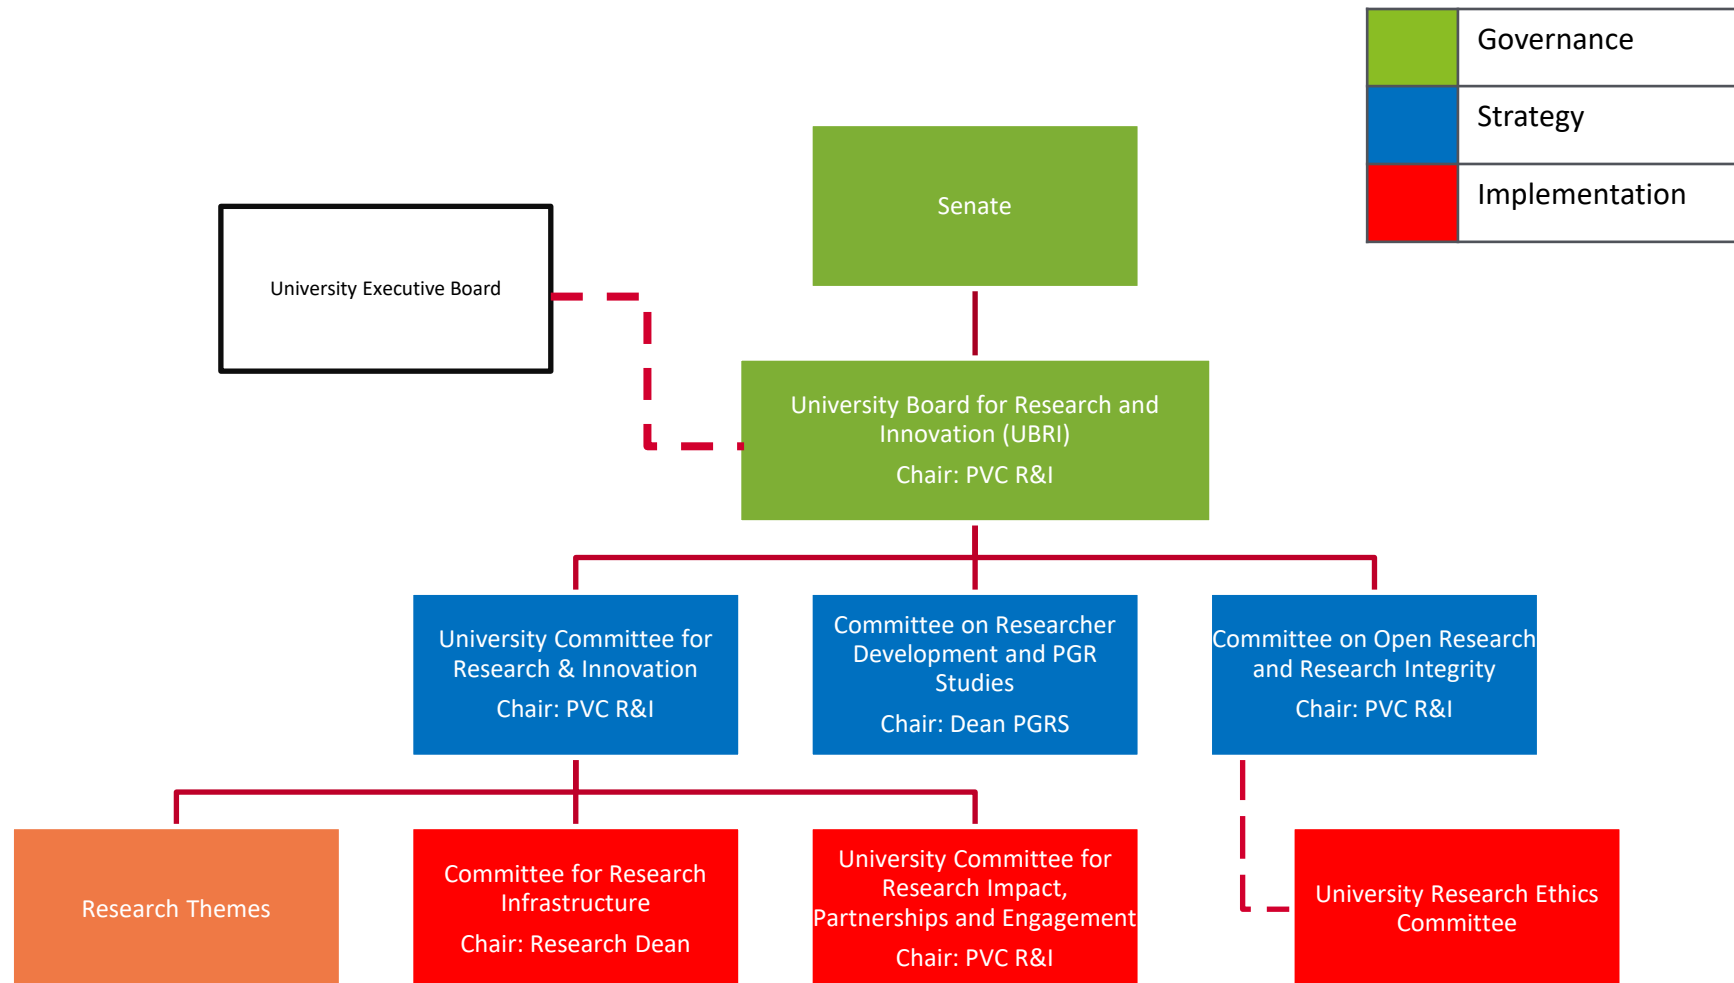 Governance
Strategy
Implementation
Senate
University Executive Board
University Board for Research and
Innovation (UBRI)
Chair: PVC R&I
University Committee for
Research & Innovation
Chair: PVC R&I
Committee on Researcher
Development and PGR
Studies
Chair: Dean PGRS
Committee on Open Research
and Research Integrity
Chair: PVC R&I
Research Themes
Committee for Research
Infrastructure
Chair: Research Dean
University Committee for
Research Impact,
Partnerships and Engagement
Chair: PVC R&I
University Research Ethics
Committee